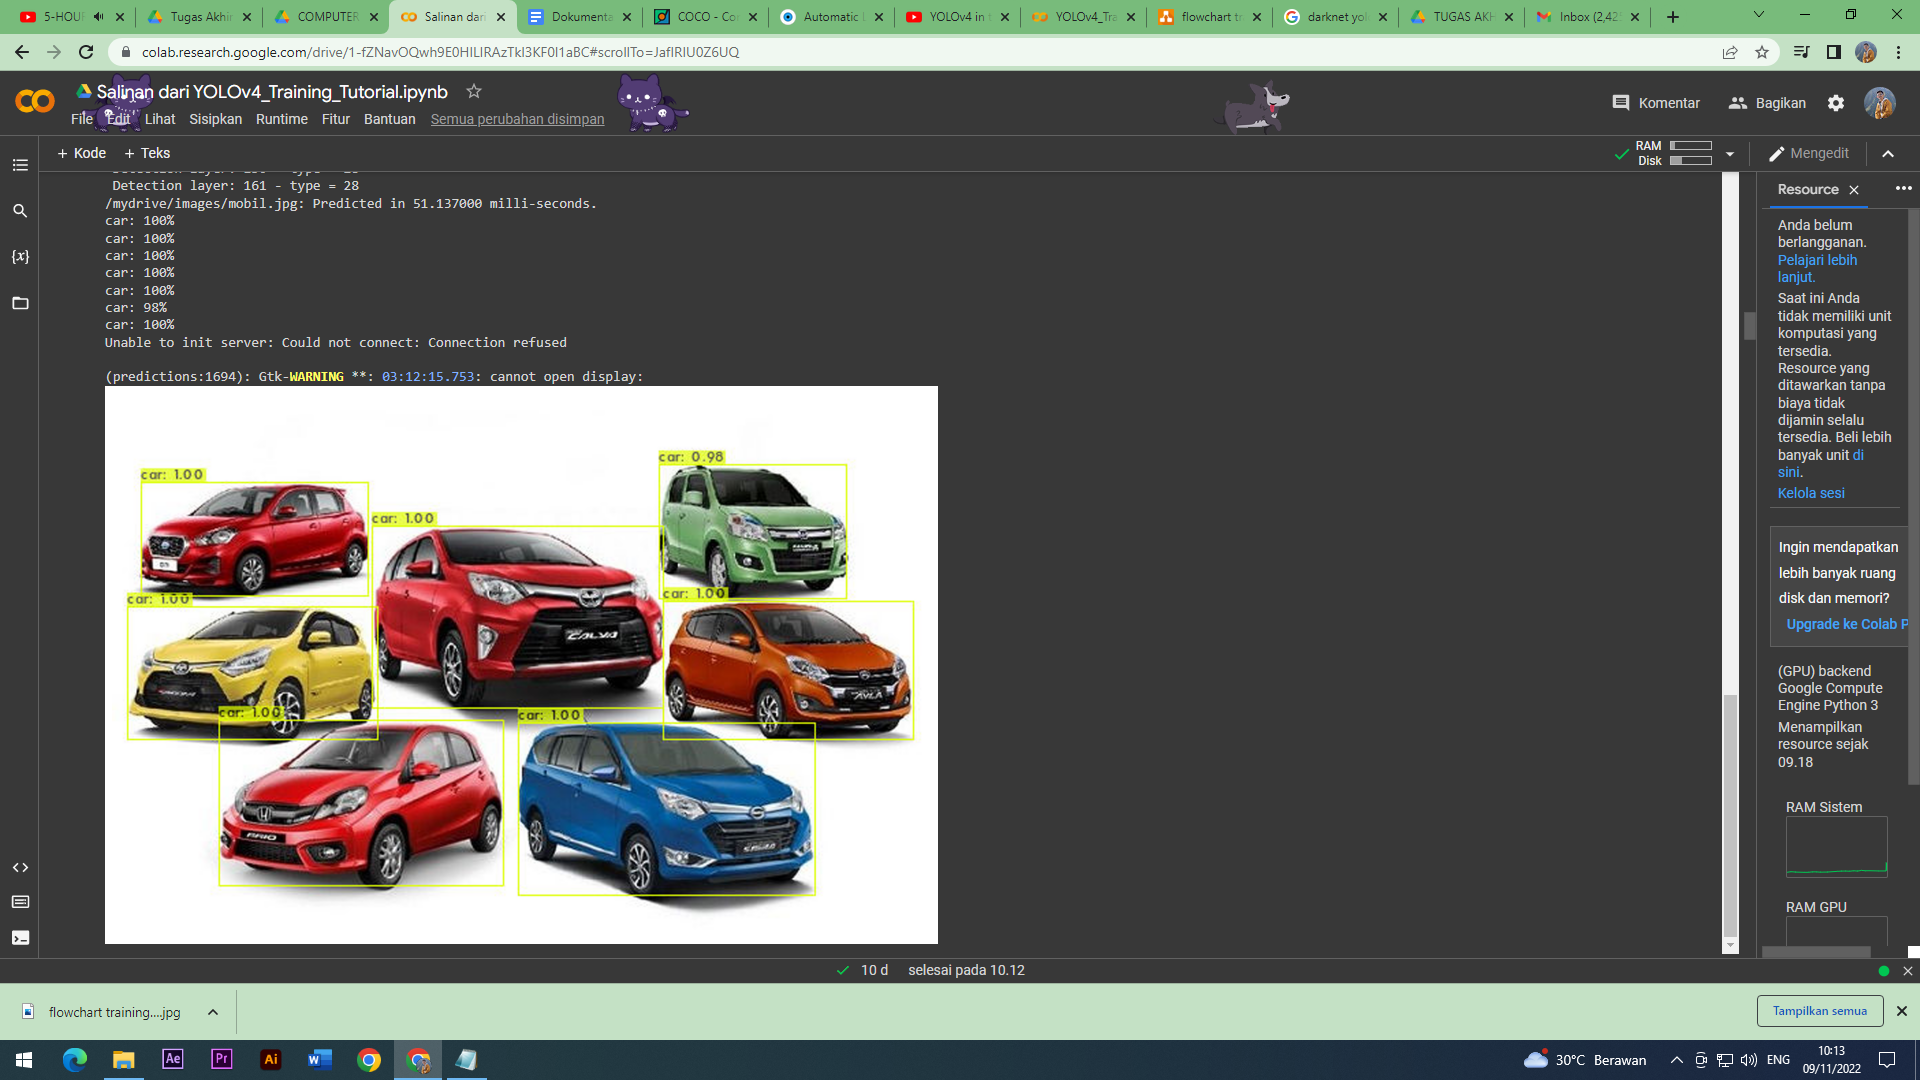 5-HOUR
Tugas Akhir
COMPUTER
Salinan dari
Dokumenta
COCO - Co
Automatic
YOLOv4 in
YOLOv4_Tra
flowchart tr
darknet yol
TUGAS AKH
Inbox (2,42
colab.research.google.com/drive/1-fZNavOQwh9E0HILIRAzTkI3KF0I1aBC#scrollTo=JafIRIU0Z6UQ
Salinan dari YOLOv4_Training_Tutorial.ipynb
File Edit Lihat Sisipkan Runtime Fitur Bantuan Semua perubahan disimpan
Komentar Bagikan
+ Kode + Teks
RAM
Disk
Mengedit
Detection layer: 161 - type = 28
/mydrive/images/mobil.jpg: Predicted in 51.137000 milli-seconds.
car: 100%
car: 100%
car: 100%
car: 100%
car: 100%
car: 98%
car: 100%
Unable to init server: Could not connect: Connection refused
(predictions:1694): Gtk-WARNING **: 03:12:15.753: cannot open display:
car: 1.00
car: 0.98
car: 1.00
car: 1.00
car: 1.00
CALYA
AYLA
car: 1.00
car: 1.00
BRIO
Resource
Anda belum
berlangganan.
Pelajari lebih
lanjut.
Saat ini Anda
tidak memiliki unit
komputasi yang
tersedia.
Resource yang
ditawarkan tanpa
biaya tidak
dijamin selalu
tersedia. Beli lebih
banyak unit di
sini.
Kelola sesi
Ingin mendapatkan
lebih banyak ruang
disk dan memori?
Upgrade ke Colab P
(GPU) backend
Google Compute
Engine Python 3
Menampilkan
resource sejak
09.18
RAM Sistem
RAM GPU
10 d selesai pada 10.12
flowchart training....jpg
Tampilkan semua
Ae
Pr
Ai
W
30°C Berawan
ENG
10:13
09/11/2022